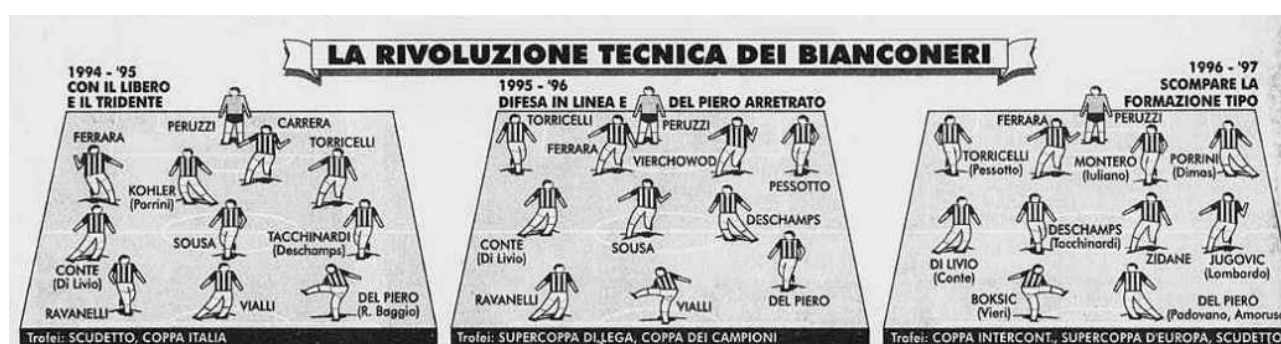 LA RIVOLUZIONE TECNICA DEI BIANCONERI
1994 - '95
CON IL LIBERO
E IL TRIDENTE
PERUZZI
CARRERA
FERRARA
TORRICELLI
KOHLER
(Porrini)
SOUSA
TACCHINARDI
(Deschamps)
CONTE
(Di Livio)
RAVANELLI
VIALLI
DEL PIERO
(R. Baggio)
Trofei: SCUDETTO, COPPA ITALIA
1995 - '96
DIFESA IN LINEA E DEL PIERO ARRETRATO
TORRICELLI
PERUZZI
FERRARA
VIERCHOWOD
PESSOTTO
DESCHAMPS
CONTE
(Di Livio)
SOUSA
RAVANELLI
VIALLI
DEL PIERO
Trofei: SUPERCOPPA DI LEGA, COPPA DEI CAMPIONI
1996 - '97
SCOMPARE LA
FORMAZIONE TIPO
FERRARA
PERUZZI
TORRICELLI
(Pessotto)
MONTERO
(Iuliano)
PORRINI
(Dimas)
DESCHAMPS
(Tacchinardi)
DI LIVIO
(Conte)
ZIDANE
JUGOVIC
(Lombardo)
BOKSIC
(Vieri)
DEL PIERO
(Padovano, Amoruso
Trofei: COPPA INTERCONT., SUPERCOPPA D'EUROPA, SCUDETTO